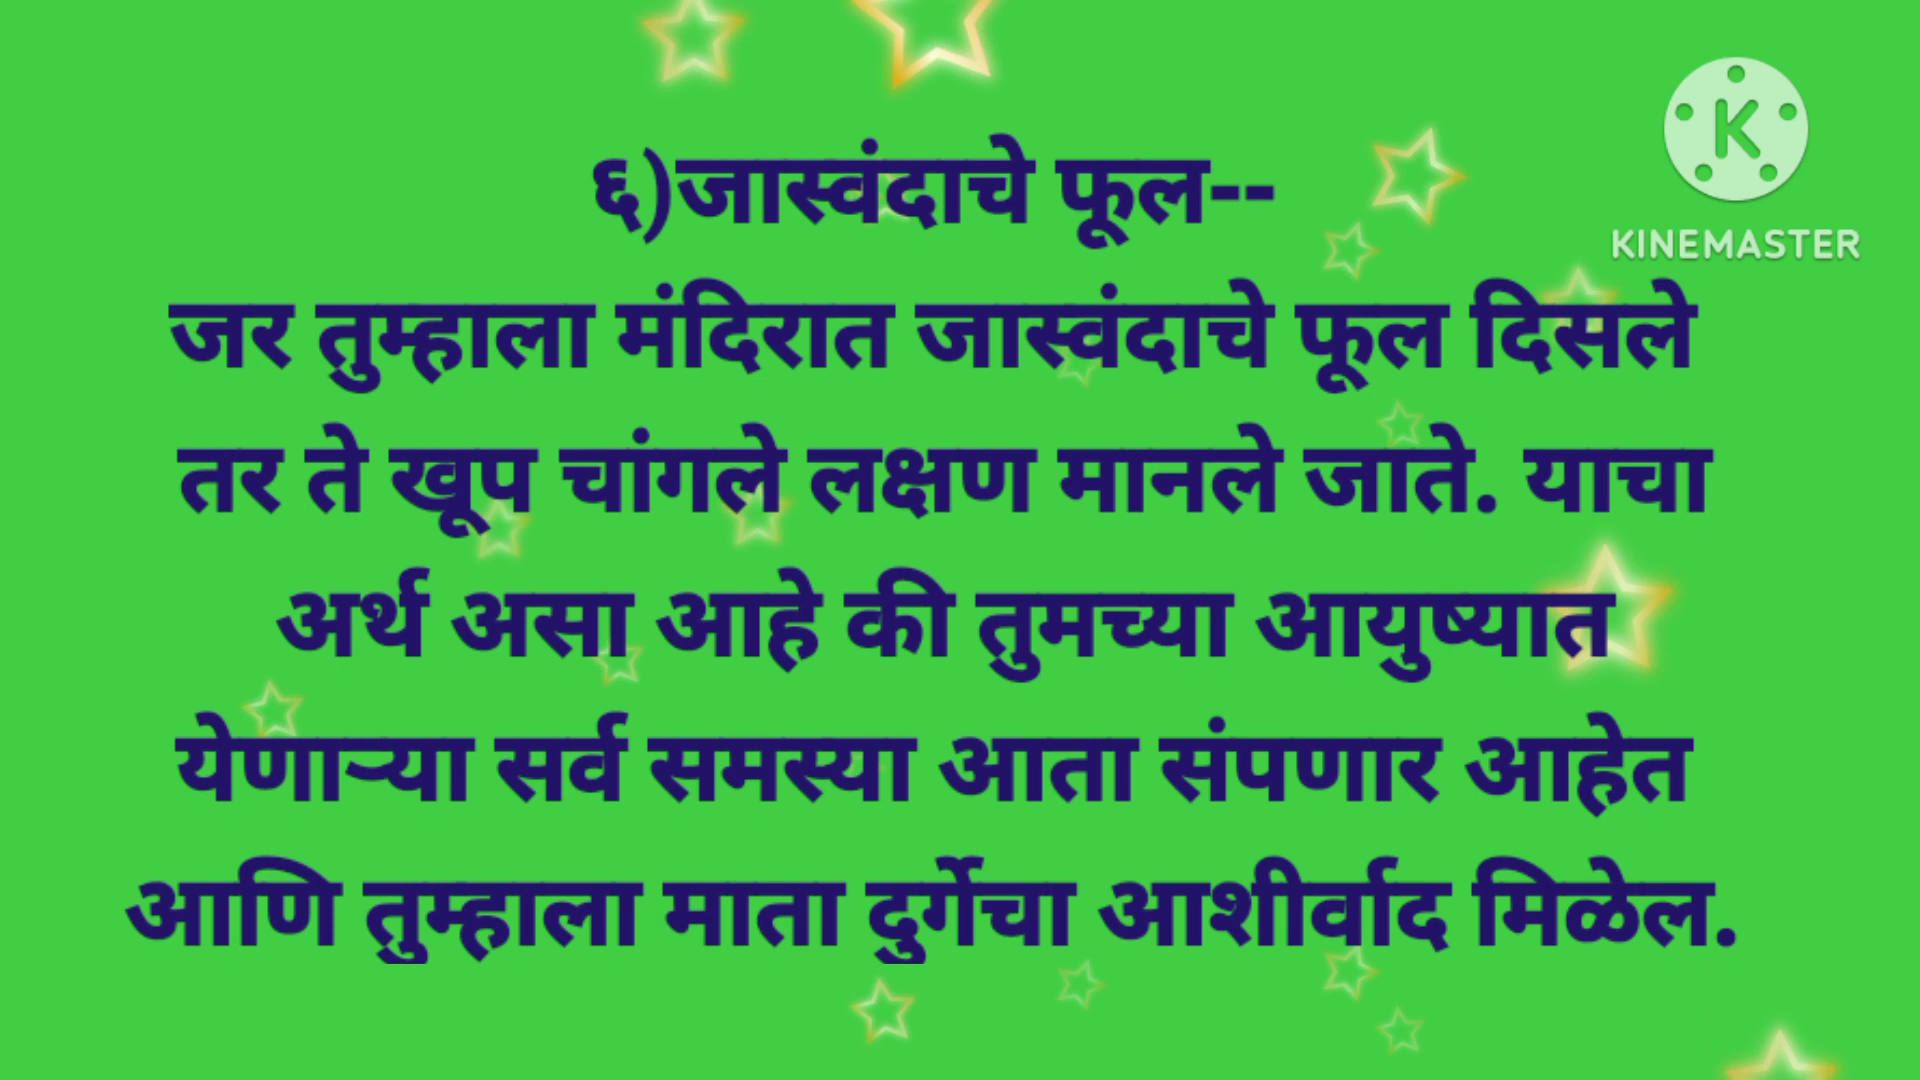 ६)जास्वंदाचे फूल--
जर तुम्हाला मंदिरात जास्वंदाचे फूल दिसले
तर ते खूप चांगले लक्षण मानले जाते. याचा
अर्थ असा आहे की तुमच्या आयुष्यात
येणाऱ्या सर्व समस्या आता संपणार आहेत
आणि तुम्हाला माता दुर्गेचा आशीर्वाद मिळेल.
K
KINEMASTER